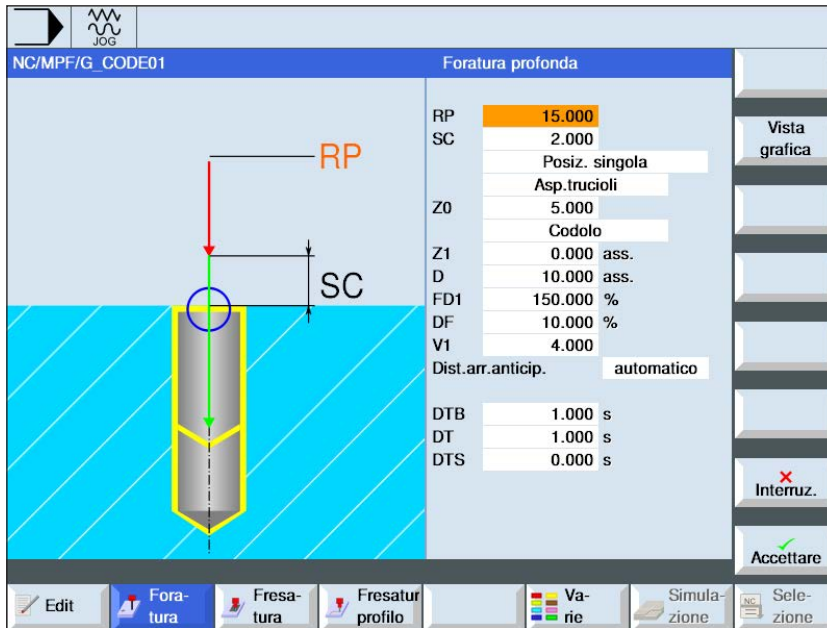 JOG
NC/MPF/G_CODE01
Foratura profonda
RP
SC
RP 15.000
SC 2.000
Posiz. singola
Asp.trucioli
Z0 5.000
Codolo
Z1 0.000 ass.
D 10.000 ass.
FD1 150.000 %
DF 10.000 %
V1 4.000
Dist.arr.anticip. automatico
DTB 1.000 s
DT 1.000 s
DTS 0.000 s
Vista
grafica
Interruz.
Accettare
Edit
Fora-
tura
Fresa-
tura
Fresatur
profilo
Va-
rie
Simula-
zione
NC
Sele-
zione